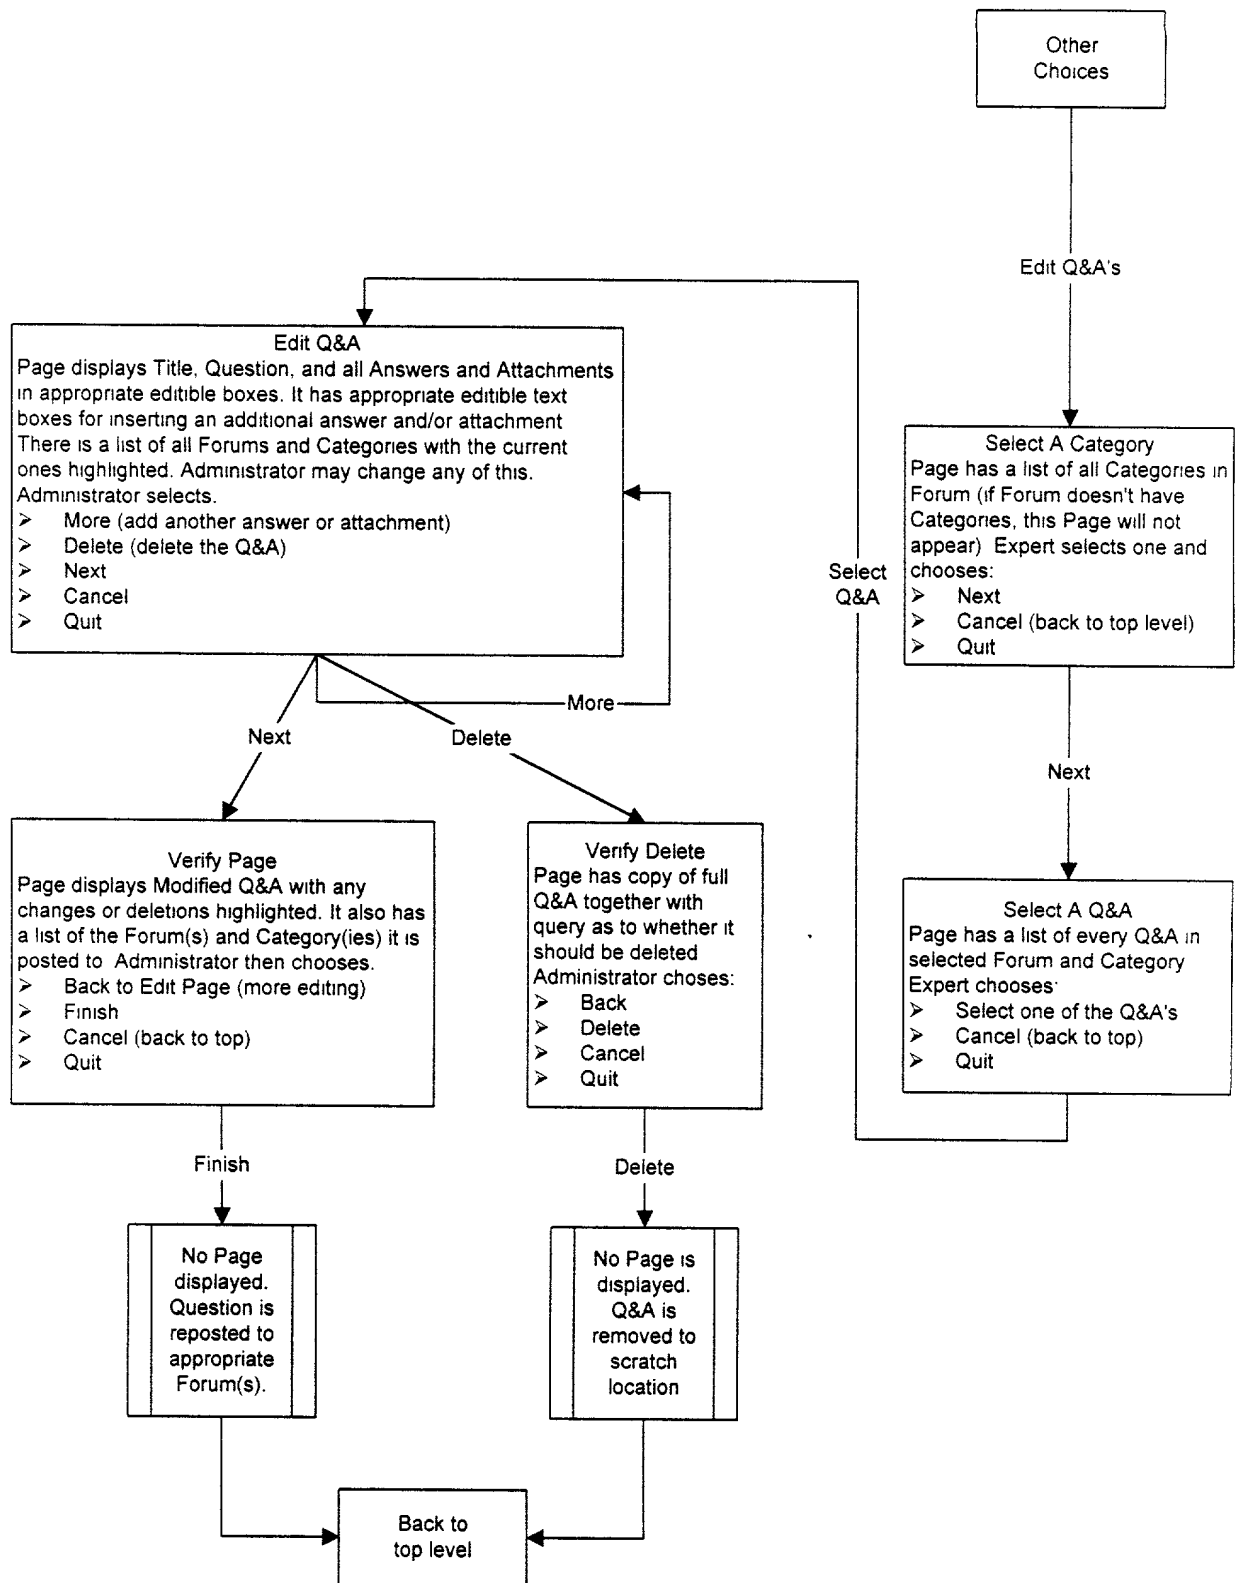 Other
Choices
Edit Q&A's
Edit Q&A
Page displays Title, Question, and all Answers and Attachments
in appropriate editible boxes. It has appropriate editible text
boxes for inserting an additional answer and/or attachment
There is a list of all Forums and Categories with the current
ones highlighted. Administrator may change any of this.
Administrator selects.
➢ More (add another answer or attachment)
➢ Delete (delete the Q&A)
➢ Next
➢ Cancel
➢ Quit
Select A Category
Page has a list of all Categories in
Forum (if Forum doesn't have
Categories, this Page will not
appear) Expert selects one and
chooses:
➢ Next
➢ Cancel (back to top level)
➢ Quit
Select
Q&A
More
Next
Delete
Next
Verify Page
Page displays Modified Q&A with any
changes or deletions highlighted. It also has
a list of the Forum(s) and Category(ies) it is
posted to Administrator then chooses.
➢ Back to Edit Page (more editing)
➢ Finish
➢ Cancel (back to top)
➢ Quit
Verify Delete
Page has copy of full
Q&A together with
query as to whether it
should be deleted
Administrator choses:
➢ Back
➢ Delete
➢ Cancel
➢ Quit
Select A Q&A
Page has a list of every Q&A in
selected Forum and Category
Expert chooses:
➢ Select one of the Q&A's
➢ Cancel (back to top)
➢ Quit
Finish
Delete
No Page
displayed.
Question is
reposted to
appropriate
Forum(s).
No Page is
displayed.
Q&A is
removed to
scratch
location
Back to
top level